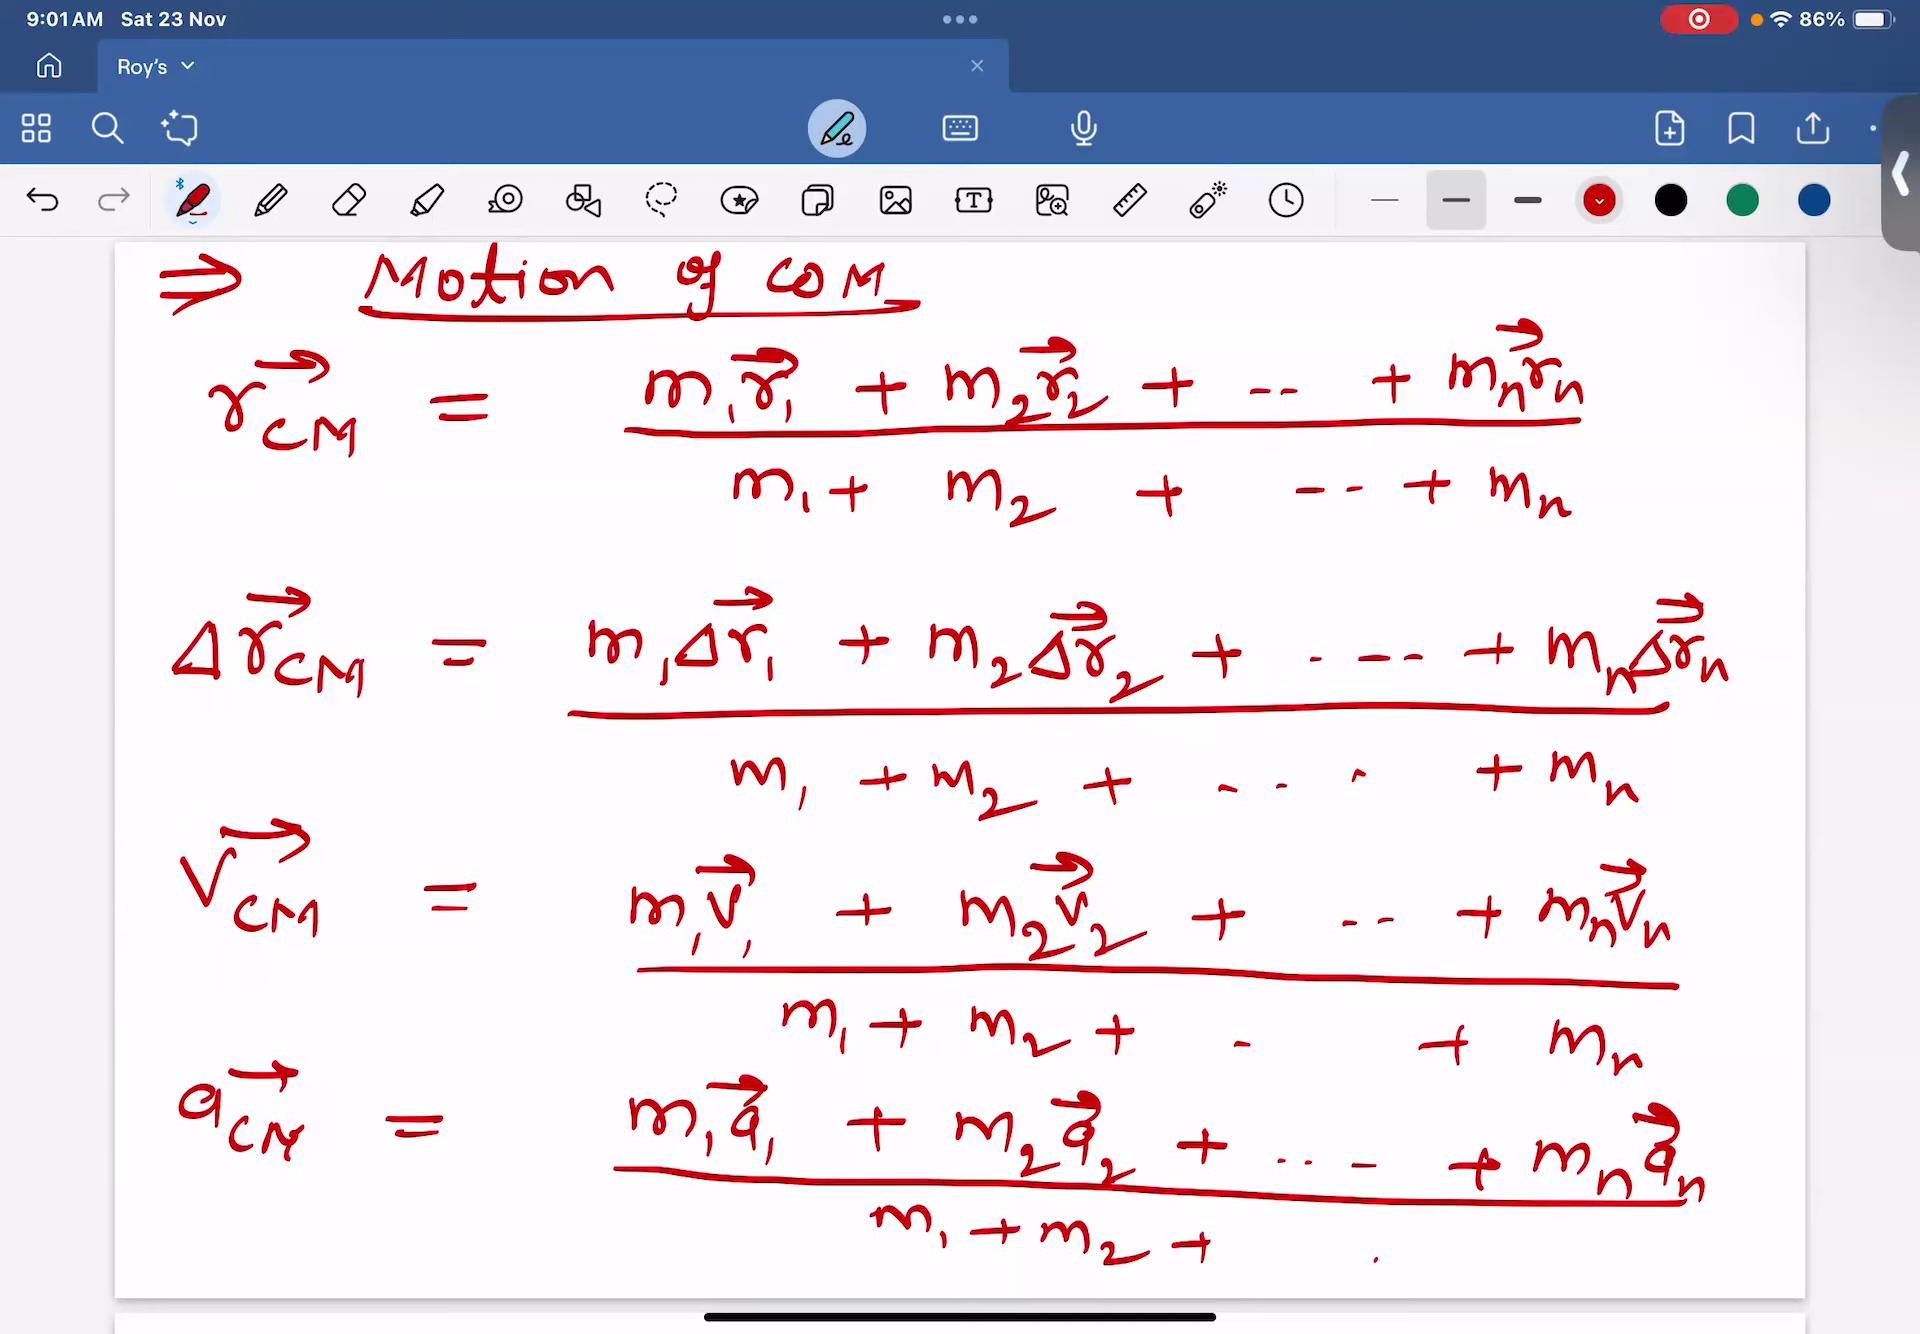 9:01 AM Sat 23 Nov 86%
Roy's
⇒ Motion of COM
r⃗CM = m₁r⃗₁ + m₂r⃗₂ + -- + mₙr⃗ₙ
m₁ + m₂ + -- + mₙ
Δr⃗CM = m₁Δr⃗₁ + m₂Δr⃗₂ + ---- + mₙΔr⃗ₙ
m₁ + m₂ + --- + mₙ
V⃗CM = m₁v⃗₁ + m₂v⃗₂ + -- + mₙv⃗ₙ
m₁ + m₂ + - + mₙ
a⃗CM = m₁a⃗₁ + m₂a⃗₂ + ... - + mₙa⃗ₙ
m₁ + m₂ + .